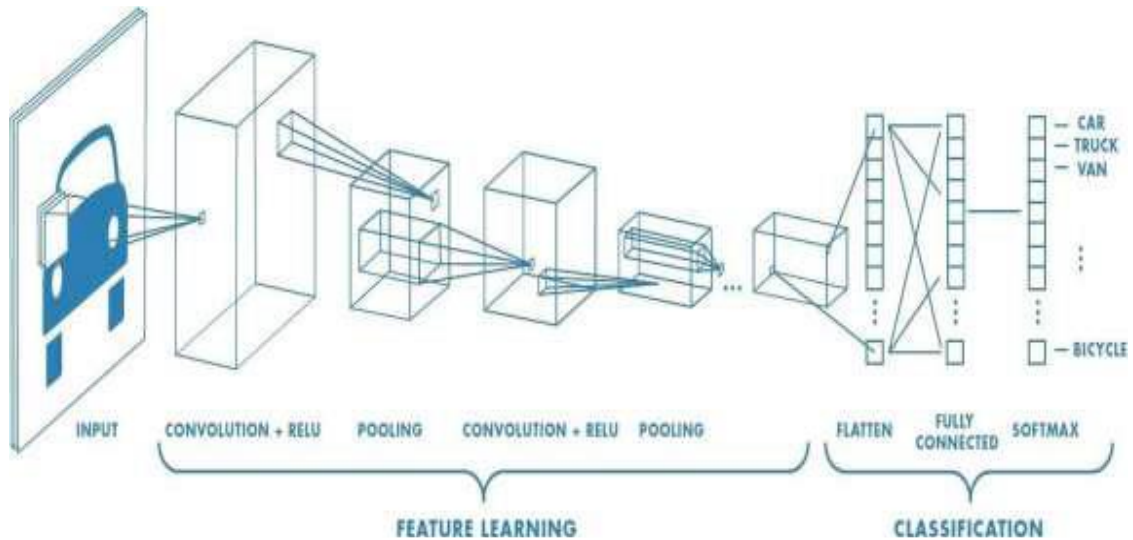 CAR
TRUCK
VAN
BICYCLE
INPUT
CONVOLUTION + RELU
POOLING
CONVOLUTION + RELU
POOLING
FLATTEN
FULLY
CONNECTED
SOFTMAX
FEATURE LEARNING
CLASSIFICATION